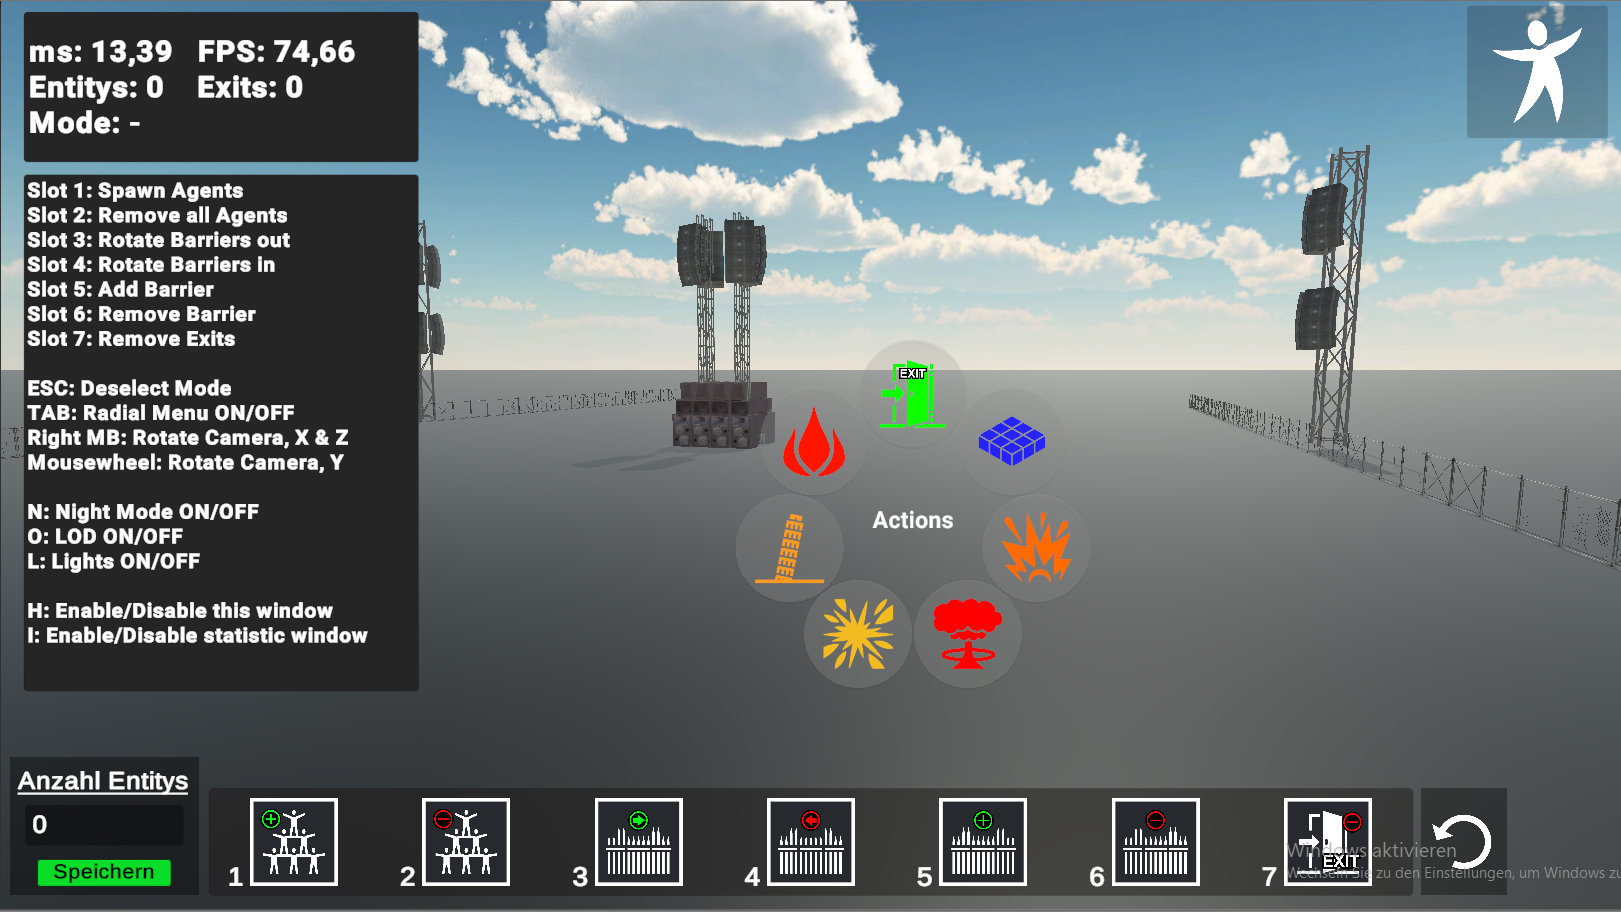 ms: 13,39 FPS: 74,66
Entitys: 0 Exits: 0
Mode: -
Slot 1: Spawn Agents
Slot 2: Remove all Agents
Slot 3: Rotate Barriers out
Slot 4: Rotate Barriers in
Slot 5: Add Barrier
Slot 6: Remove Barrier
Slot 7: Remove Exits
ESC: Deselect Mode
TAB: Radial Menu ON/OFF
Right MB: Rotate Camera, X & Z
Mousewheel: Rotate Camera, Y
N: Night Mode ON/OFF
O: LOD ON/OFF
L: Lights ON/OFF
H: Enable/Disable this window
I: Enable/Disable statistic window
EXIT
Actions
Anzahl Entitys
0
Speichern
1
2
3
4
5
6
7
EXIT
Windows aktivieren
Wechseln Sie zu den Einstellungen, um Windows zu